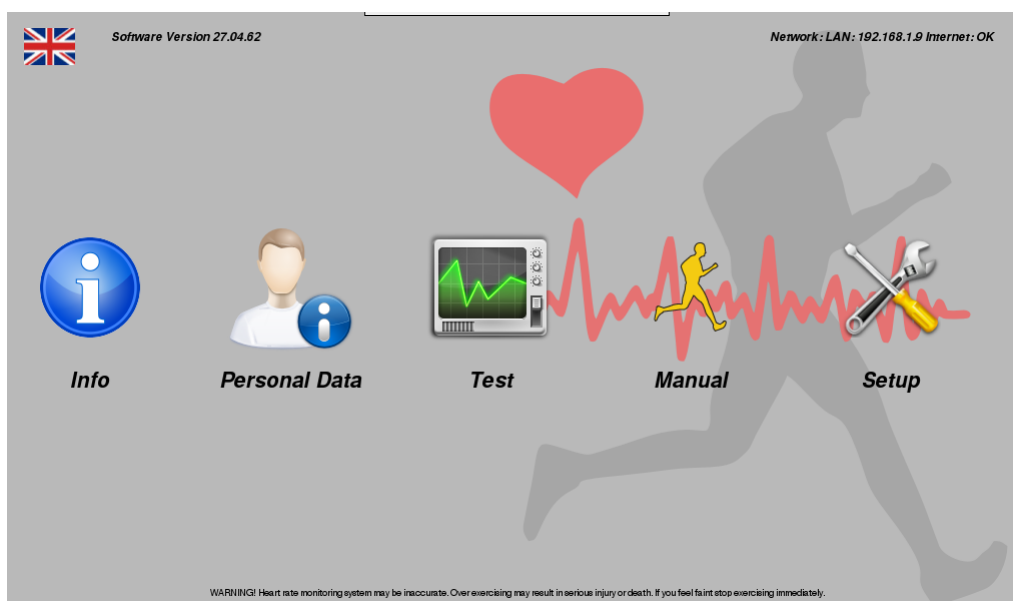 Software Version 27.04.62
Network: LAN: 192.168.1.9 Internet: OK
Info
Personal Data
Test
Manual
Setup
WARNING! Heart rate monitoring system may be inaccurate. Over exercising may result in serious injury or death. If you feel faint stop exercising immediately.